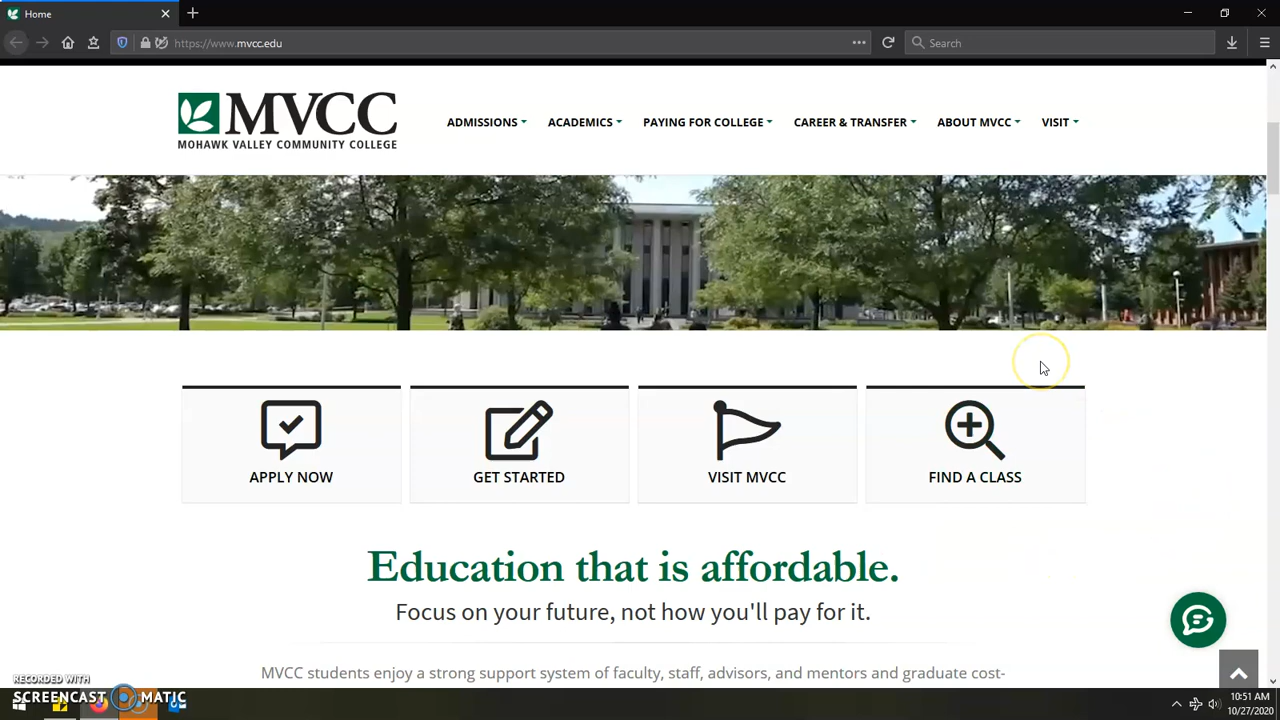 Home
https://www.mvcc.edu
Search
MVCC
MOHAWK VALLEY COMMUNITY COLLEGE
ADMISSIONS ACADEMICS PAYING FOR COLLEGE CAREER & TRANSFER ABOUT MVCC VISIT
APPLY NOW
GET STARTED
VISIT MVCC
FIND A CLASS
Education that is affordable.
Focus on your future, not how you'll pay for it.
MVCC students enjoy a strong support system of faculty, staff, advisors, and mentors and graduate cost-
RECORDED WITH
SCREENCAST MATIC
10:51 AM
10/27/2020